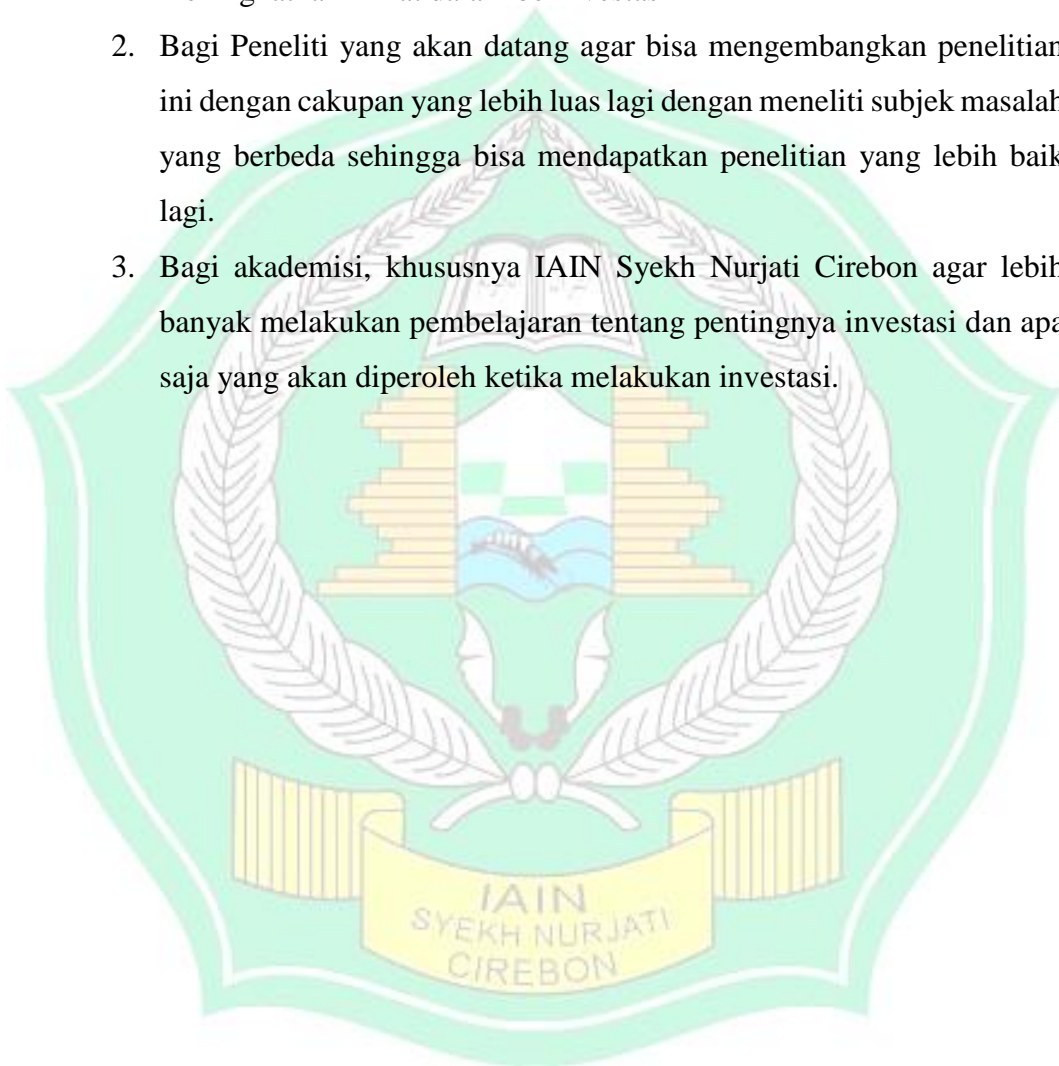 2. Bagi Peneliti yang akan datang agar bisa mengembangkan penelitian
ini dengan cakupan yang lebih luas lagi dengan meneliti subjek masalah
yang berbeda sehingga bisa mendapatkan penelitian yang lebih baik
lagi.
3. Bagi akademisi, khususnya IAIN Syekh Nurjati Cirebon agar lebih
banyak melakukan pembelajaran tentang pentingnya investasi dan apa
saja yang akan diperoleh ketika melakukan investasi.
IAIN
SYEKH NURJATI
CIREBON